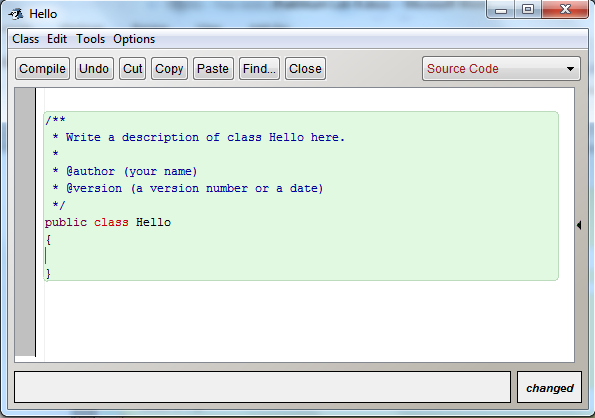 Hello
Class Edit Tools Options
Compile Undo Cut Copy Paste Find... Close Source Code
/**
 * Write a description of class Hello here.
 *
 * @author (your name)
 * @version (a version number or a date)
 */
public class Hello
{

}
changed